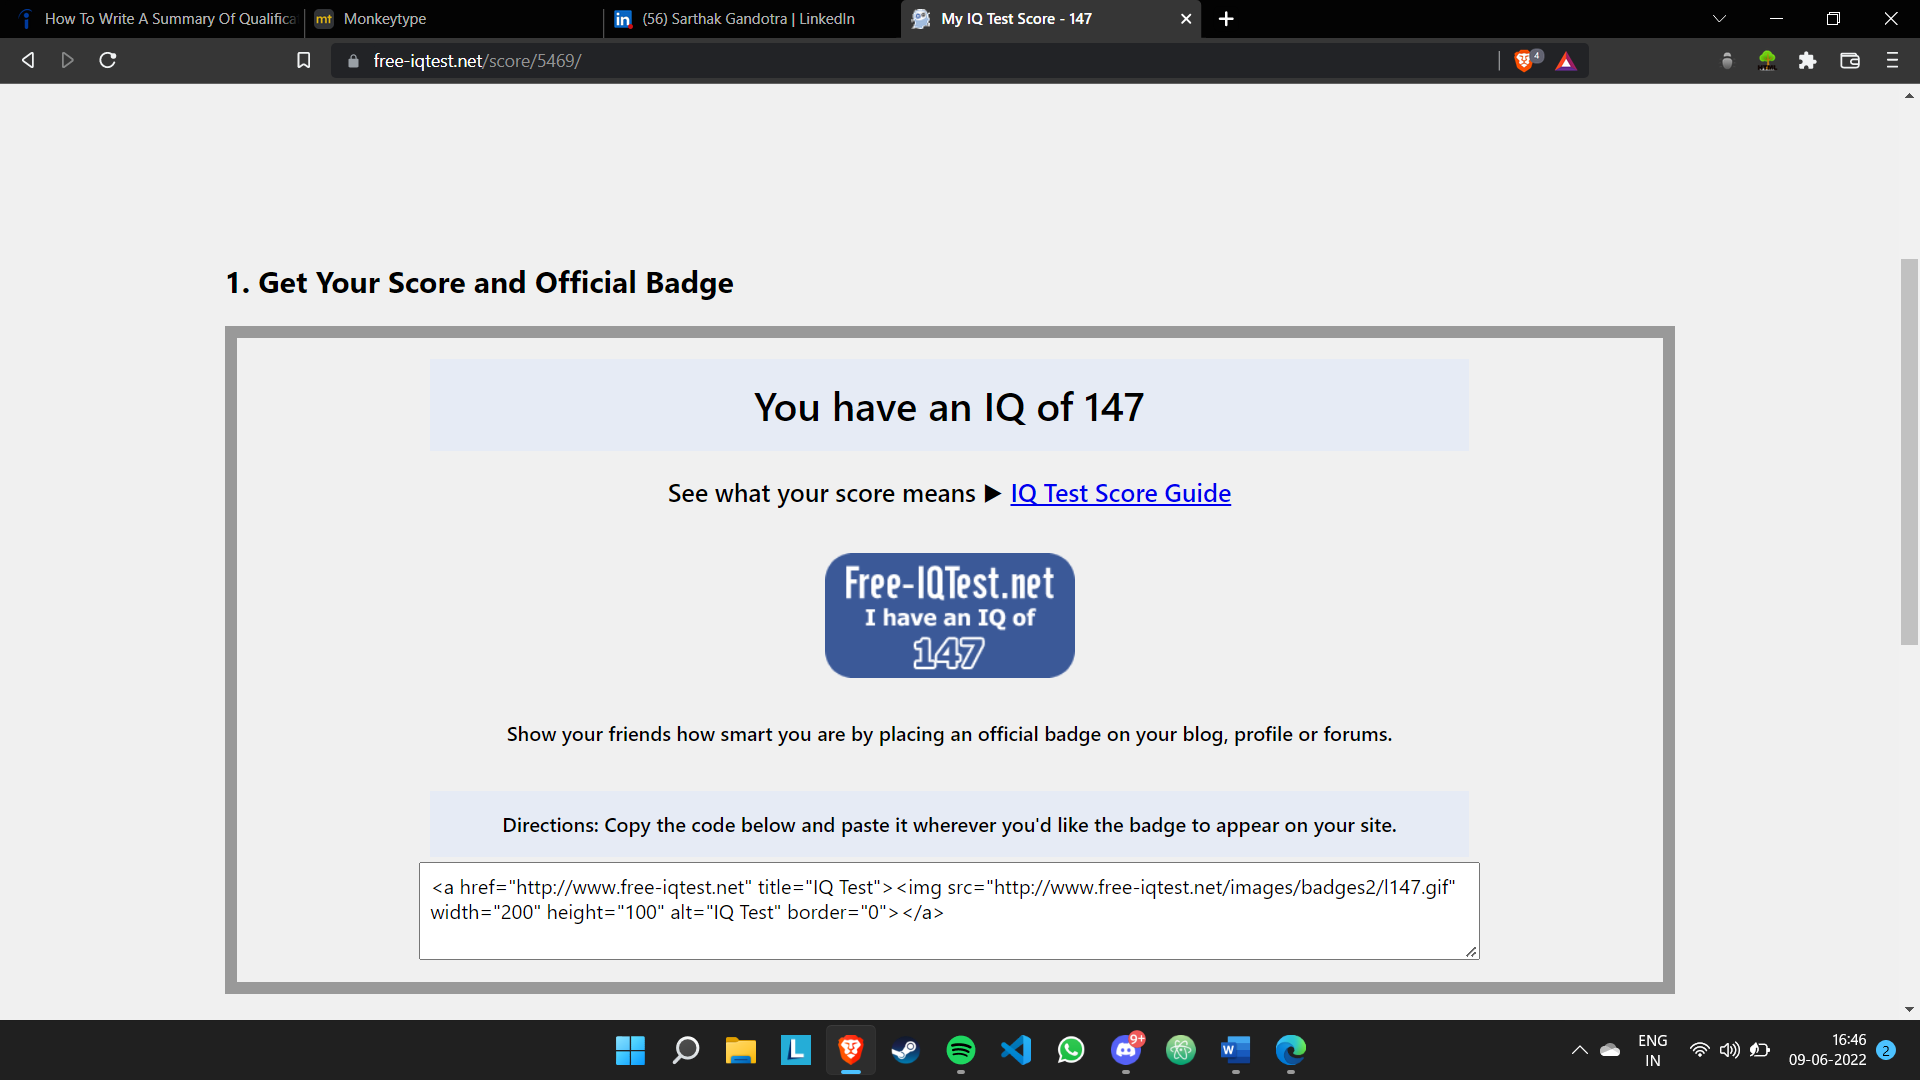 How To Write A Summary Of Qualifica
mt Monkeytype
in (56) Sarthak Gandotra | LinkedIn
My IQ Test Score - 147
free-iqtest.net/score/5469/
4
1. Get Your Score and Official Badge
You have an IQ of 147
See what your score means ► IQ Test Score Guide
Free-IQTest.net
I have an IQ of
147
Show your friends how smart you are by placing an official badge on your blog, profile or forums.
Directions: Copy the code below and paste it wherever you'd like the badge to appear on your site.
<a href="http://www.free-iqtest.net" title="IQ Test"><img src="http://www.free-iqtest.net/images/badges2/l147.gif"
width="200" height="100" alt="IQ Test" border="0"></a>
L
9+
W
ENG
IN
16:46
09-06-2022
2